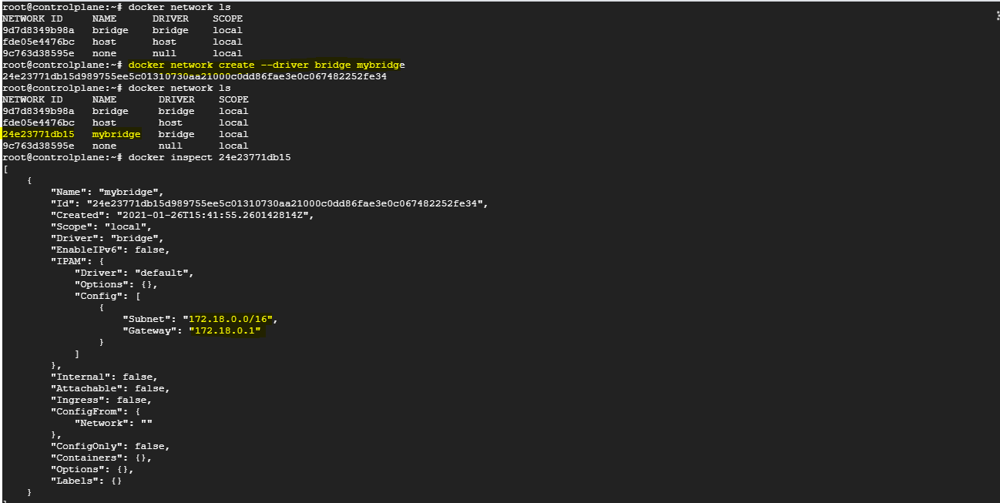 root@controlplane:~# docker network ls
NETWORK ID     NAME      DRIVER    SCOPE
9d7d8349b98a   bridge    bridge    local
fde05e4476bc   host      host      local
9c763d38595e   none      null      local
root@controlplane:~# docker network create --driver bridge mybridge
24e23771db15d989755ee5c01310730aa21000c0dd86fae3e0c067482252fe34
root@controlplane:~# docker network ls
NETWORK ID     NAME       DRIVER    SCOPE
9d7d8349b98a   bridge     bridge    local
fde05e4476bc   host       host      local
24e23771db15   mybridge   bridge    local
9c763d38595e   none       null      local
root@controlplane:~# docker inspect 24e23771db15
[
    {
        "Name": "mybridge",
        "Id": "24e23771db15d989755ee5c01310730aa21000c0dd86fae3e0c067482252fe34",
        "Created": "2021-01-26T15:41:55.260142814Z",
        "Scope": "local",
        "Driver": "bridge",
        "EnableIPv6": false,
        "IPAM": {
            "Driver": "default",
            "Options": {},
            "Config": [
                {
                    "Subnet": "172.18.0.0/16",
                    "Gateway": "172.18.0.1"
                }
            ]
        },
        "Internal": false,
        "Attachable": false,
        "Ingress": false,
        "ConfigFrom": {
            "Network": ""
        },
        "ConfigOnly": false,
        "Containers": {},
        "Options": {},
        "Labels": {}
    }